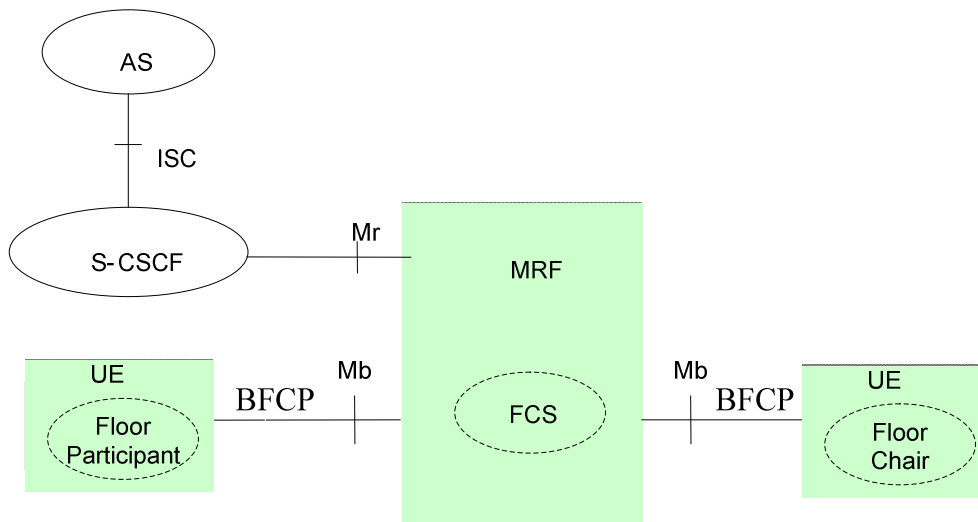 AS
ISC
Mr
S-CSCF
MRF
UE
BFCP
Mb
Floor
Participant
FCS
Mb
BFCP
UE
Floor
Chair